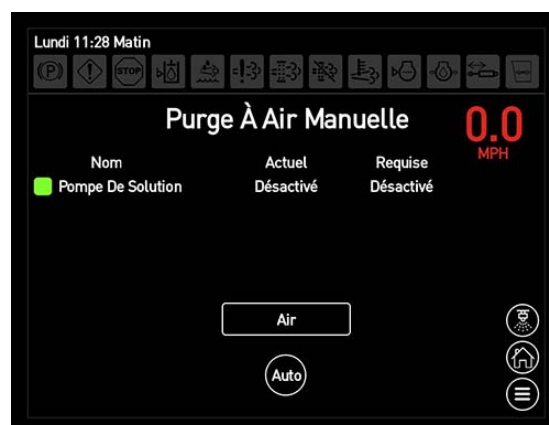 Lundi 11:28 Matin
(P)
STOP
Purge À Air Manuelle
0.0
MPH
Nom Actuel Requise
Pompe De Solution Désactivé Désactivé
Air
Auto